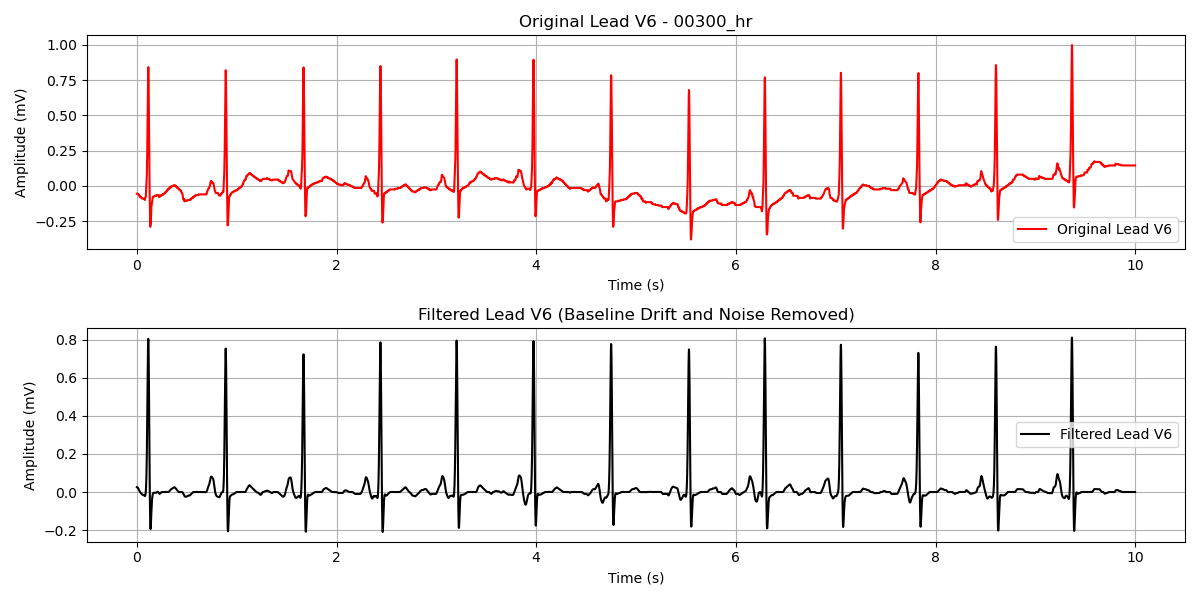 Original Lead V6 - 00300_hr
1.00
0.75
0.50
0.25
0.00
−0.25
Amplitude (mV)
Original Lead V6
0 2 4 6 8 10
Time (s)
Filtered Lead V6 (Baseline Drift and Noise Removed)
0.8
0.6
0.4
0.2
0.0
−0.2
Amplitude (mV)
Filtered Lead V6
0 2 4 6 8 10
Time (s)